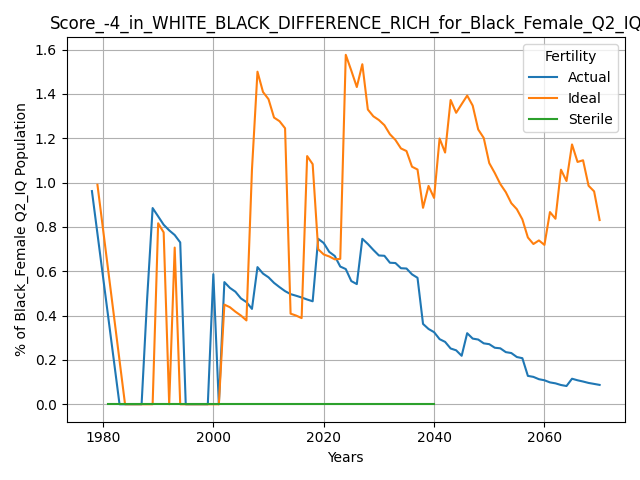 Score_-4_in_WHITE_BLACK_DIFFERENCE_RICH_for_Black_Female_Q2_IQ
Fertility
Actual
Ideal
Sterile
% of Black_Female Q2_IQ Population
1.6
1.4
1.2
1.0
0.8
0.6
0.4
0.2
0.0
1980 2000 2020 2040 2060
Years